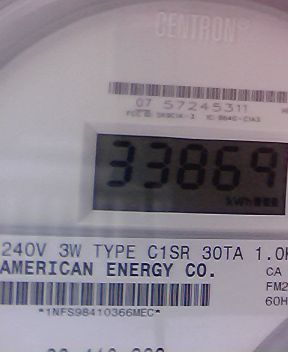 CENTRON®
07 57245311
33869
kWh
240V 3W TYPE C1SR 30TA 1.0
AMERICAN ENERGY CO.
CA
FM2
60H
*1NFS98410366MEC*